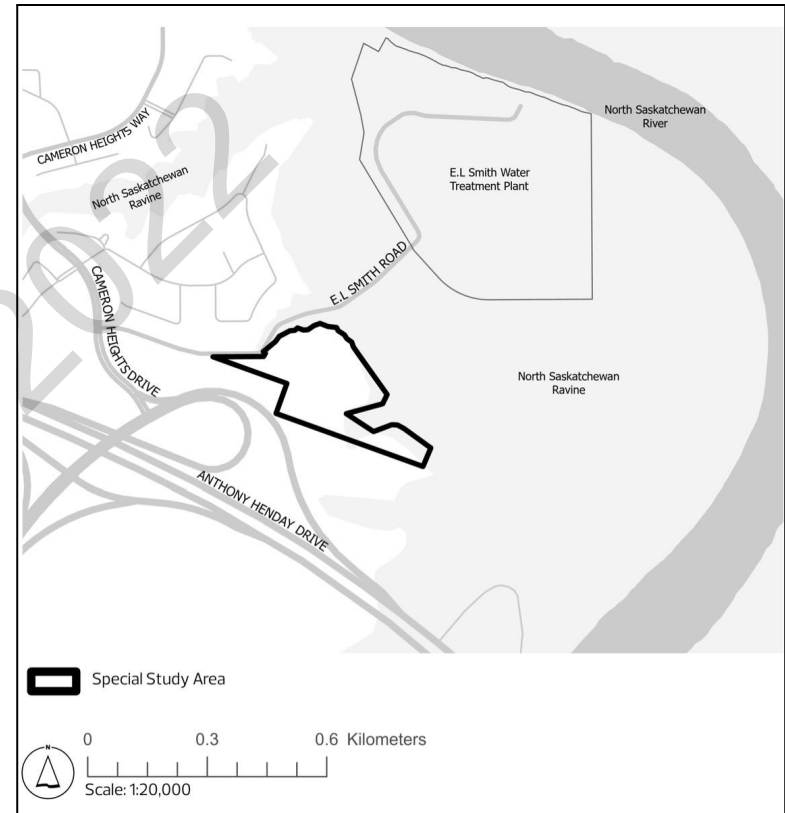 CAMERON HEIGHTS WAY
North Saskatchewan
River
E.L Smith Water
Treatment Plant
North Saskatchewan
Ravine
E.L SMITH ROAD
CAMERON HEIGHTS DRIVE
North Saskatchewan
Ravine
ANTHONY HENDAY DRIVE
2022
Special Study Area
0 0.3 0.6 Kilometers
N
Scale: 1:20,000